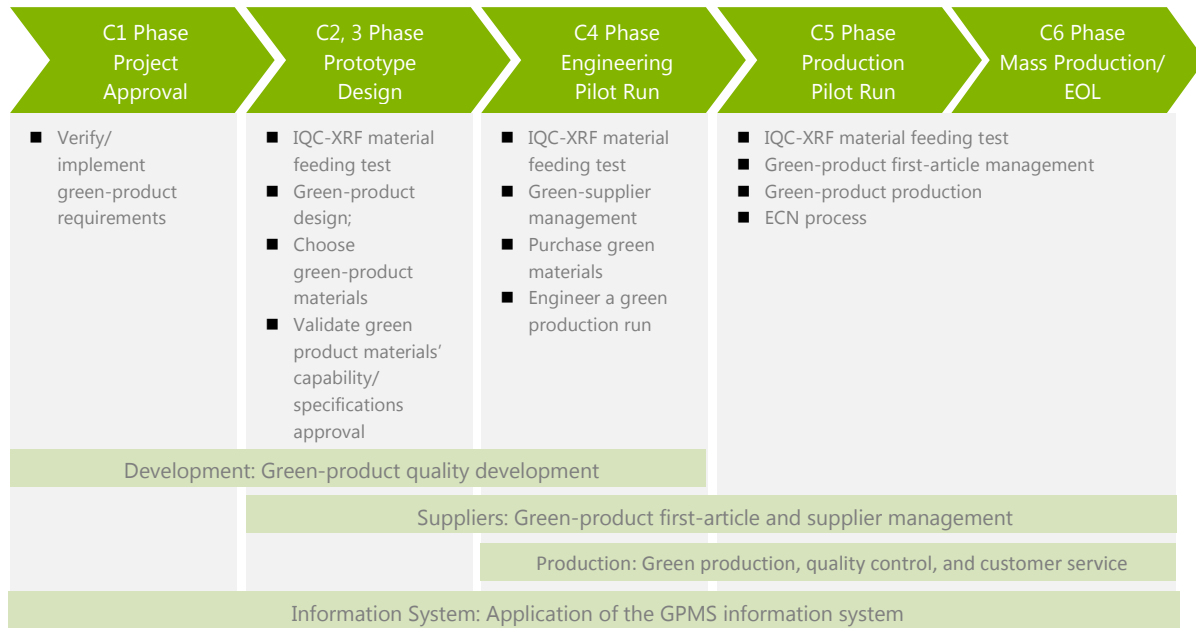 C1 Phase
Project
Approval
C2, 3 Phase
Prototype
Design
C4 Phase
Engineering
Pilot Run
C5 Phase
Production
Pilot Run
C6 Phase
Mass Production/
EOL
Verify/
implement
green-product
requirements
IQC-XRF material
feeding test
Green-product
design;
Choose
green-product
materials
Validate green
product materials’
capability/
specifications
approval
IQC-XRF material
feeding test
Green-supplier
management
Purchase green
materials
Engineer a green
production run
IQC-XRF material feeding test
Green-product first-article management
Green-product production
ECN process
Development: Green-product quality development
Suppliers: Green-product first-article and supplier management
Production: Green production, quality control, and customer service
Information System: Application of the GPMS information system